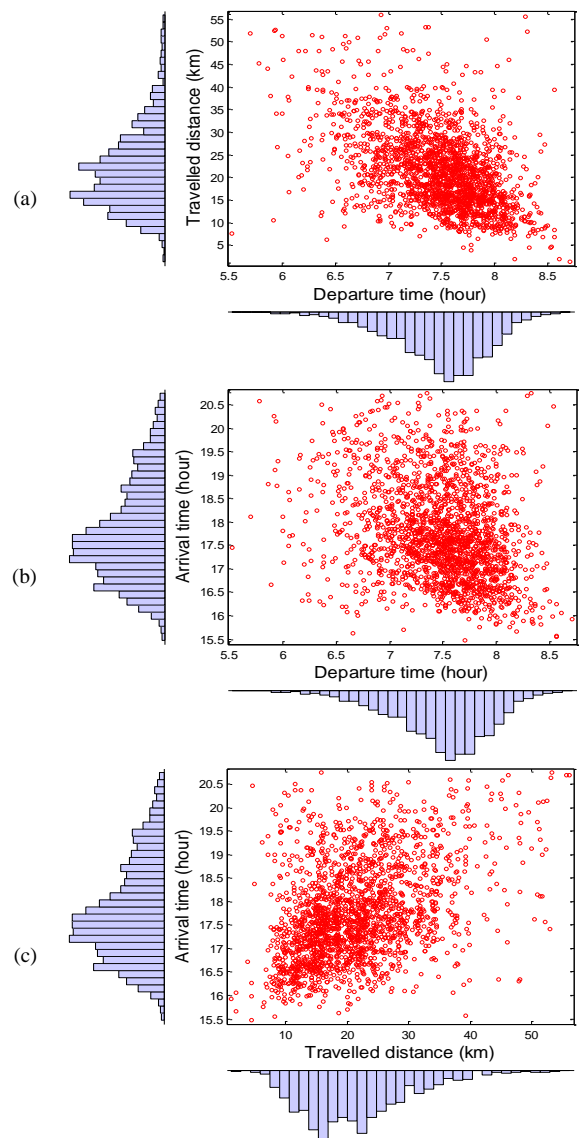 (a)
Travelled distance (km)
55
50
45
40
35
30
25
20
15
10
5
5.5 6 6.5 7 7.5 8 8.5
Departure time (hour)
(b)
Arrival time (hour)
20.5
20
19.5
19
18.5
18
17.5
17
16.5
16
15.5
5.5 6 6.5 7 7.5 8 8.5
Departure time (hour)
(c)
Arrival time (hour)
20.5
20
19.5
19
18.5
18
17.5
17
16.5
16
15.5
10 20 30 40 50
Travelled distance (km)